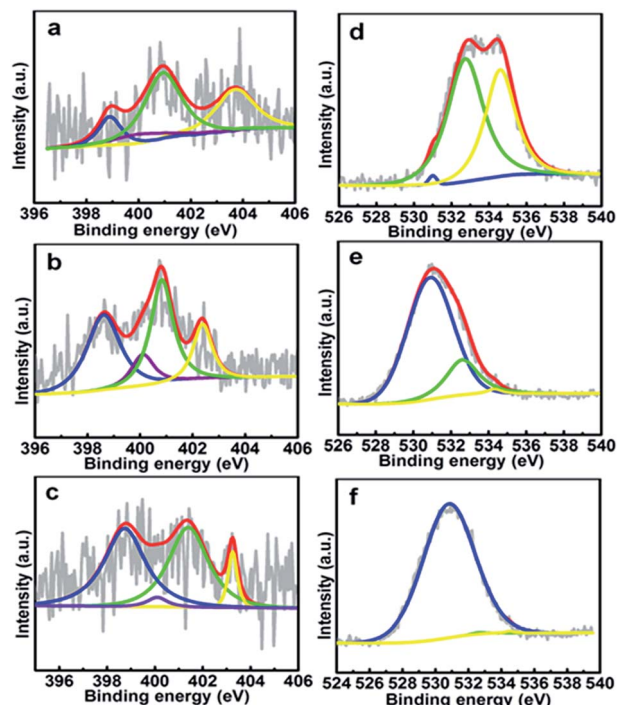 a
Intensity (a.u.)
396 398 400 402 404 406
Binding energy (eV)
d
Intensity (a.u.)
526 528 530 532 534 536 538 540
Binding energy (eV)
b
Intensity (a.u.)
396 398 400 402 404 406
Binding energy (eV)
e
Intensity (a.u.)
526 528 530 532 534 536 538 540
Binding energy (eV)
c
Intensity (a.u.)
396 398 400 402 404 406
Binding energy (eV)
f
Intensity (a.u.)
524 526 528 530 532 534 536 538 540
Binding energy (eV)